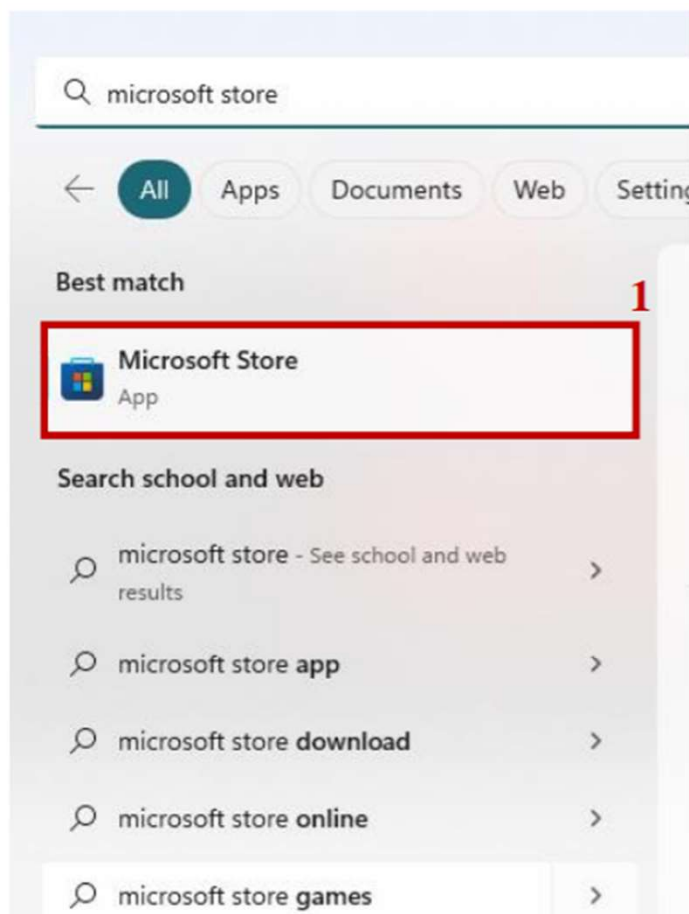 microsoft store
All Apps Documents Web
Best match
1
Microsoft Store
App
Search school and web
microsoft store - See school and web
results
microsoft store app
microsoft store download
microsoft store online
microsoft store games